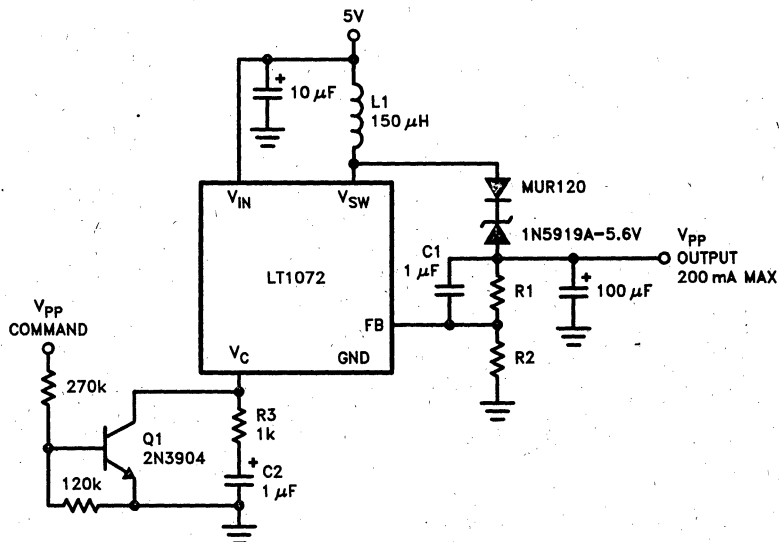 5V
+
10 μF
L1
150 μH
VIN
VSW
MUR120
1N5919A-5.6V
LT1072
C1
1 μF
R1
+
100 μF
VPP
OUTPUT
200 mA MAX
FB
R2
VPP
COMMAND
VC
GND
270k
Q1
2N3904
R3
1k
+
C2
1 μF
120k